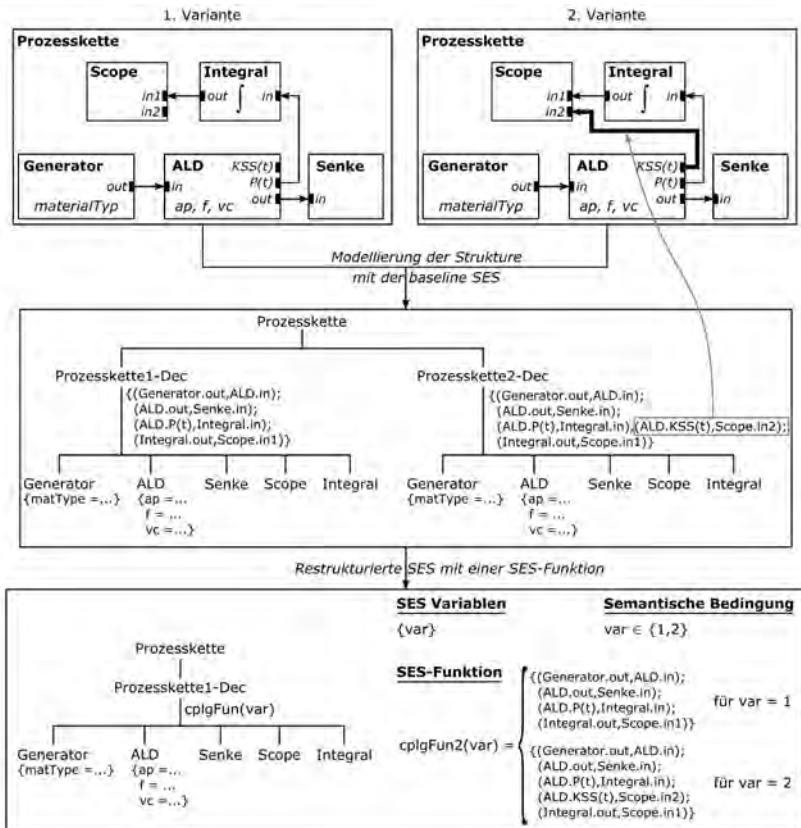 1. Variante
2. Variante
Prozesskette
Scope
in1
in2
Integral
out ∫ in
Generator
out
materialTyp
ALD
KSS(t)
P(t)
in
out
ap, f, vc
Senke
in
Prozesskette
Scope
in1
in2
Integral
out ∫ in
Generator
out
materialTyp
ALD
KSS(t)
P(t)
in
out
ap, f, vc
Senke
in
Modellierung der Strukture
mit der baseline SES
Prozesskette
Prozesskette1-Dec
{(Generator.out,ALD.in);
(ALD.out,Senke.in);
(ALD.P(t),Integral.in);
(Integral.out,Scope.in1)}
Generator
{matType =,..}
ALD
{ap =...
f = ...
vc =...}
Senke
Scope
Integral
Prozesskette2-Dec
{(Generator.out,ALD.in);
(ALD.out,Senke.in);
(ALD.P(t),Integral.in),(ALD.KSS(t),Scope.in2);
(Integral.out,Scope.in1)}
Generator
{matType =...}
ALD
{ap =...
f = ...
vc =...}
Senke
Scope
Integral
Restrukturierte SES mit einer SES-Funktion
Prozesskette
Prozesskette1-Dec
cplgFun(var)
Generator
{matType =...}
ALD
{ap =...
f = ...
vc =...}
Senke
Scope
Integral
SES Variablen
{var}
Semantische Bedingung
var ∈ {1,2}
SES-Funktion
cplgFun2(var) =
{(Generator.out,ALD.in);
(ALD.out,Senke.in);
(ALD.P(t),Integral.in);
(Integral.out,Scope.in1)}
für var = 1
{(Generator.out,ALD.in);
(ALD.out,Senke.in);
(ALD.P(t),Integral.in);
(ALD.KSS(t),Scope.in2);
(Integral.out,Scope.in1)}
für var = 2